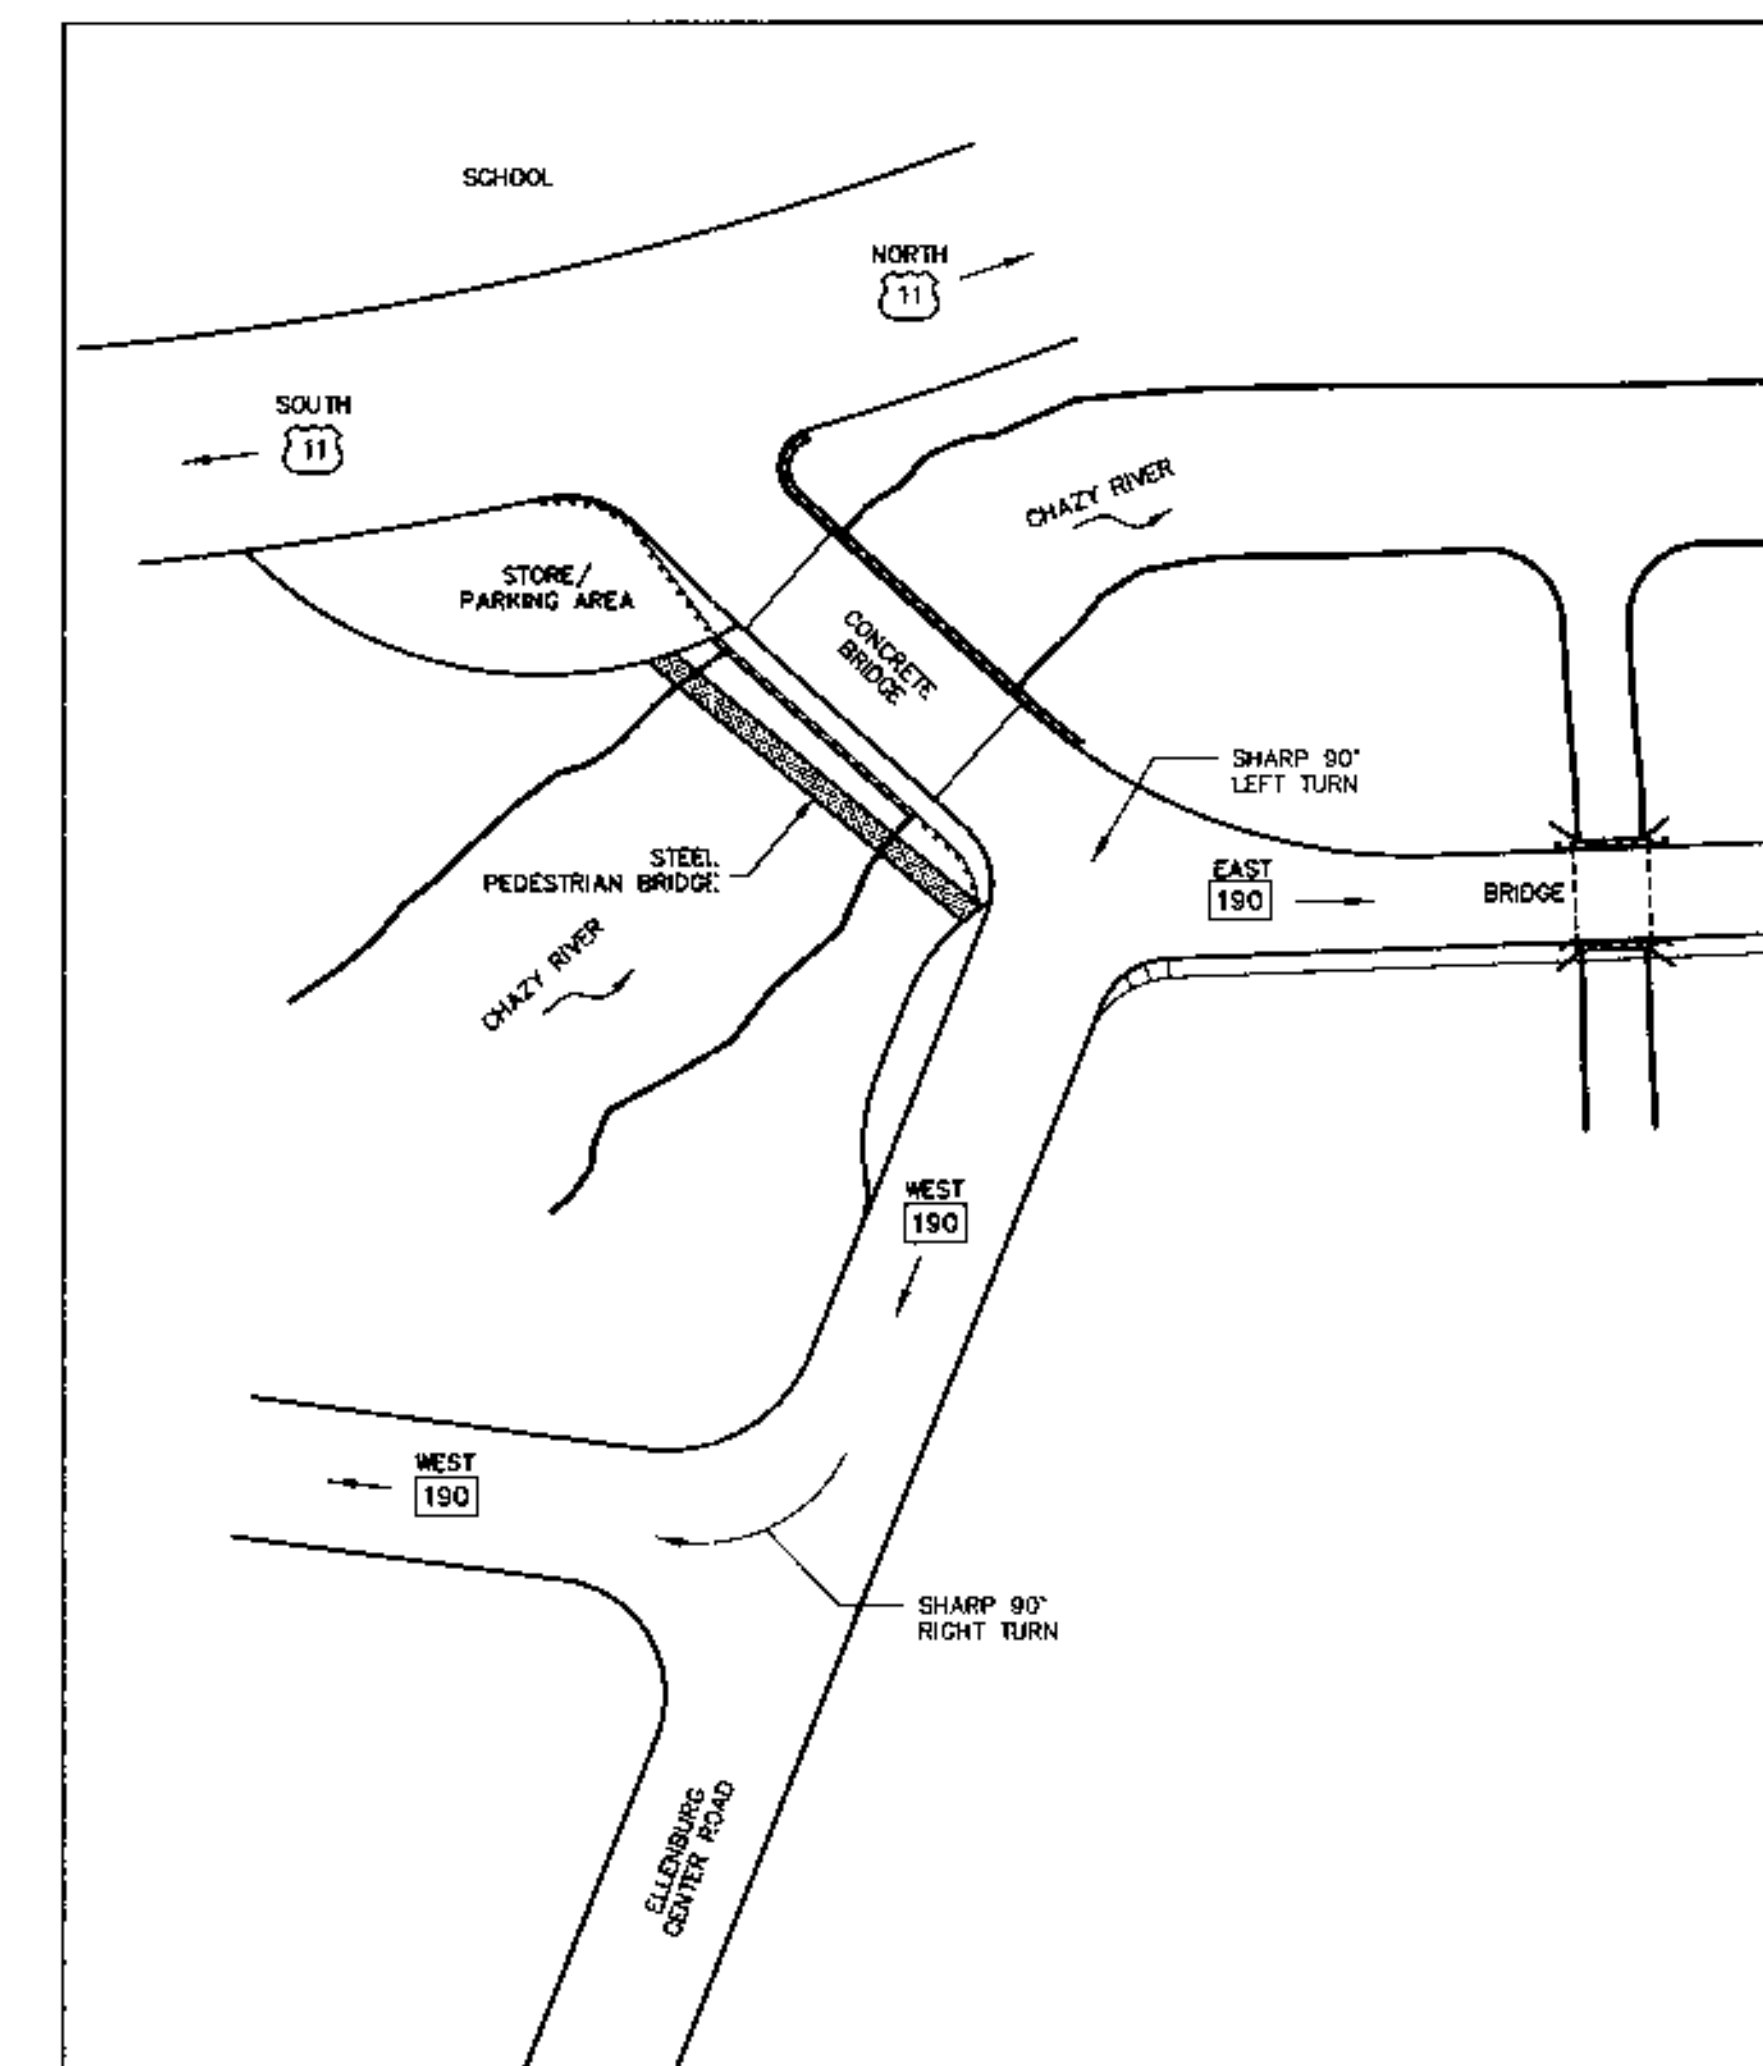 SCHOOL
NORTH
11
SOUTH
11
CHAZY RIVER
STORE/
PARKING AREA
CONCRETE
BRIDGE
SHARP 90°
LEFT TURN
STEEL
PEDESTRIAN BRIDGE
EAST
190
BRIDGE
CHAZY RIVER
WEST
190
WEST
190
SHARP 90°
RIGHT TURN
ELLENBURG
CENTER ROAD